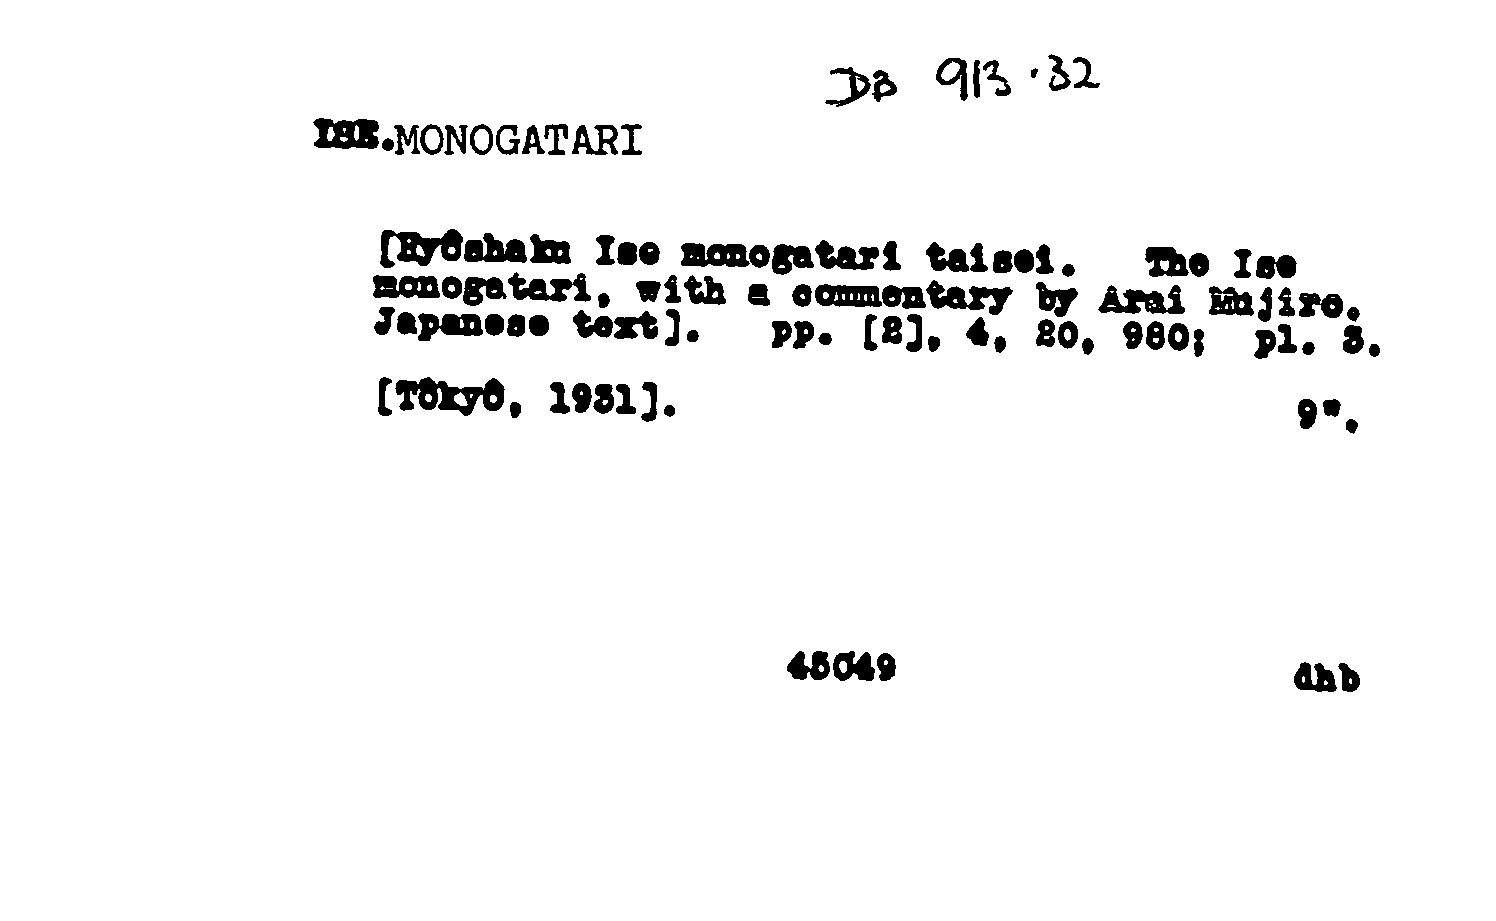 DB 913.32
ISE.MONOGATARI
[Hyôshaku Ise monogatari taisei. The Ise
monogatari, with a commentary by Arai Mujiro.
Japanese text]. pp. [2], 4, 20, 980; pl. 3.
[Tôkyô, 1931]. 9".
45049 dhb